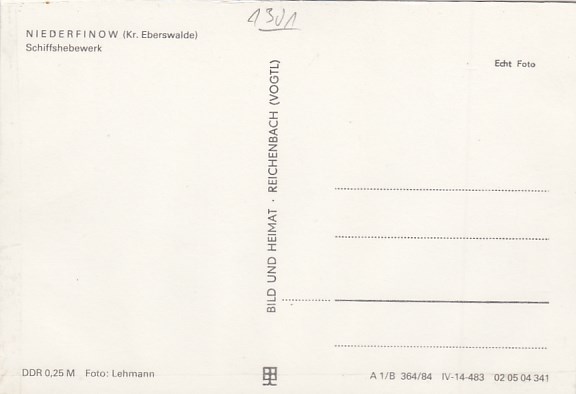 1301
NIEDERFINOW (Kr. Eberswalde)
Schiffshebewerk
Echt Foto
BILD UND HEIMAT · REICHENBACH (VOGTL)
DDR 0,25 M Foto: Lehmann
A 1/B 364/84 IV-14-483 02 05 04 341